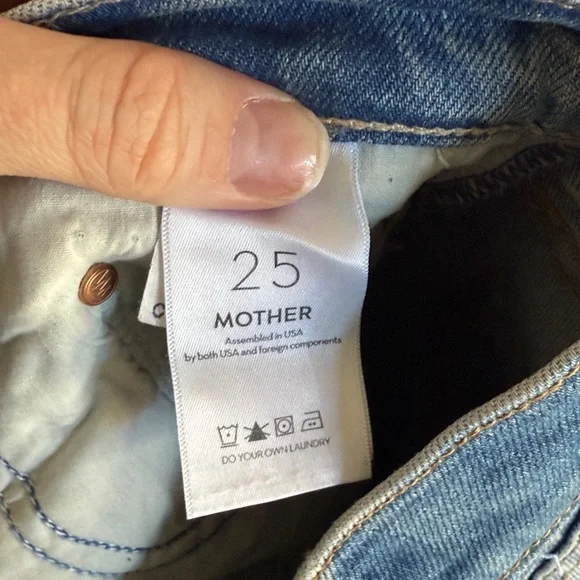 25
MOTHER
Assembled in USA
by both USA and foreign components
DO YOUR OWN LAUNDRY
C